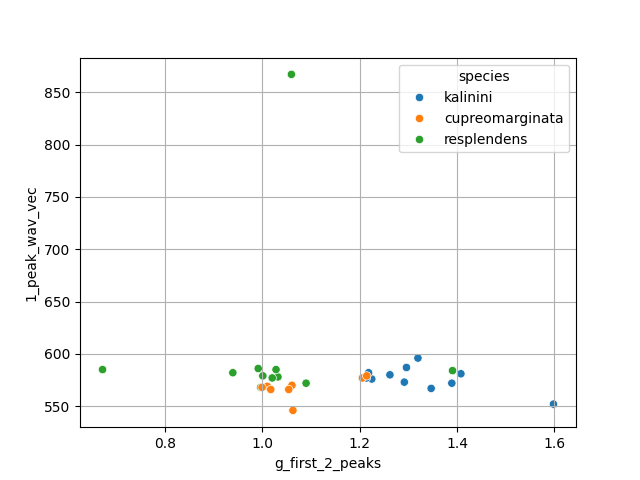 species
kalinini
cupreomarginata
resplendens
850
800
750
700
650
600
550
1_peak_wav_vec
0.8 1.0 1.2 1.4 1.6
g_first_2_peaks